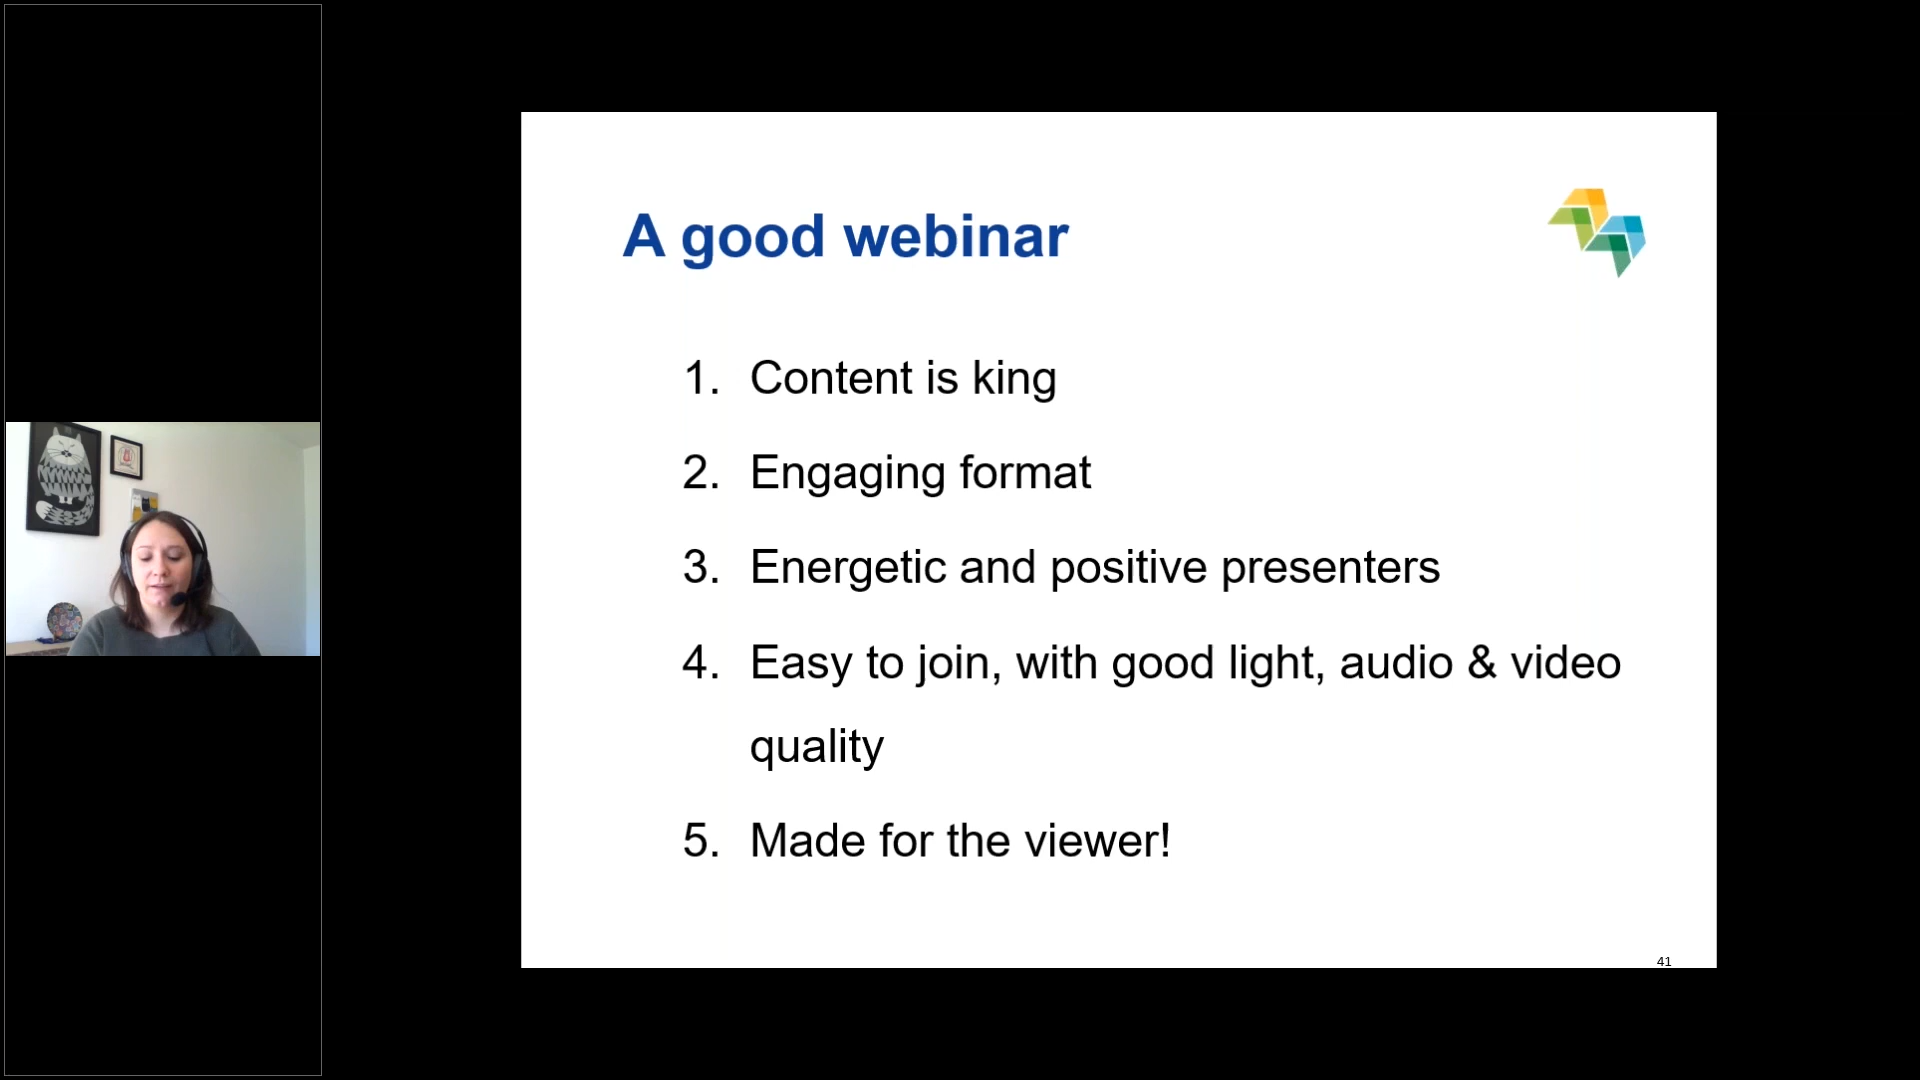 A good webinar
1. Content is king
2. Engaging format
3. Energetic and positive presenters
4. Easy to join, with good light, audio & video
quality
5. Made for the viewer!
41